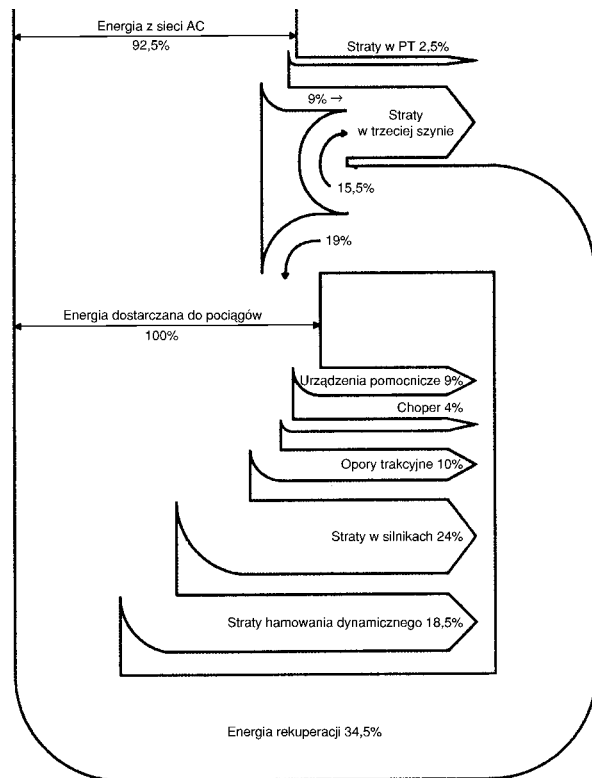 Energia z sieci AC
92,5%
Straty w PT 2,5%
9% →
Straty
w trzeciej szynie
15,5%
19%
Energia dostarczana do pociągów
100%
Urządzenia pomocnicze 9%
Choper 4%
Opory trakcyjne 10%
Straty w silnikach 24%
Straty hamowania dynamicznego 18,5%
Energia rekuperacji 34,5%